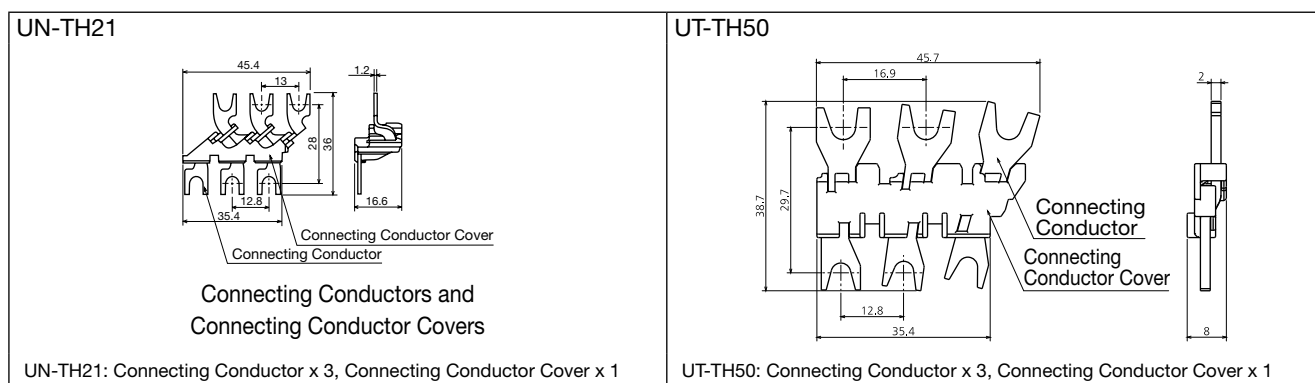 UN-TH21
45.4
13
1.2
28
36
12.8
35.4
16.6
Connecting Conductor Cover
Connecting Conductor
Connecting Conductors and
Connecting Conductor Covers
UN-TH21: Connecting Conductor x 3, Connecting Conductor Cover x 1
UT-TH50
45.7
16.9
2
38.7
29.7
Connecting
Conductor
Connecting
Conductor Cover
12.8
35.4
8
UT-TH50: Connecting Conductor x 3, Connecting Conductor Cover x 1